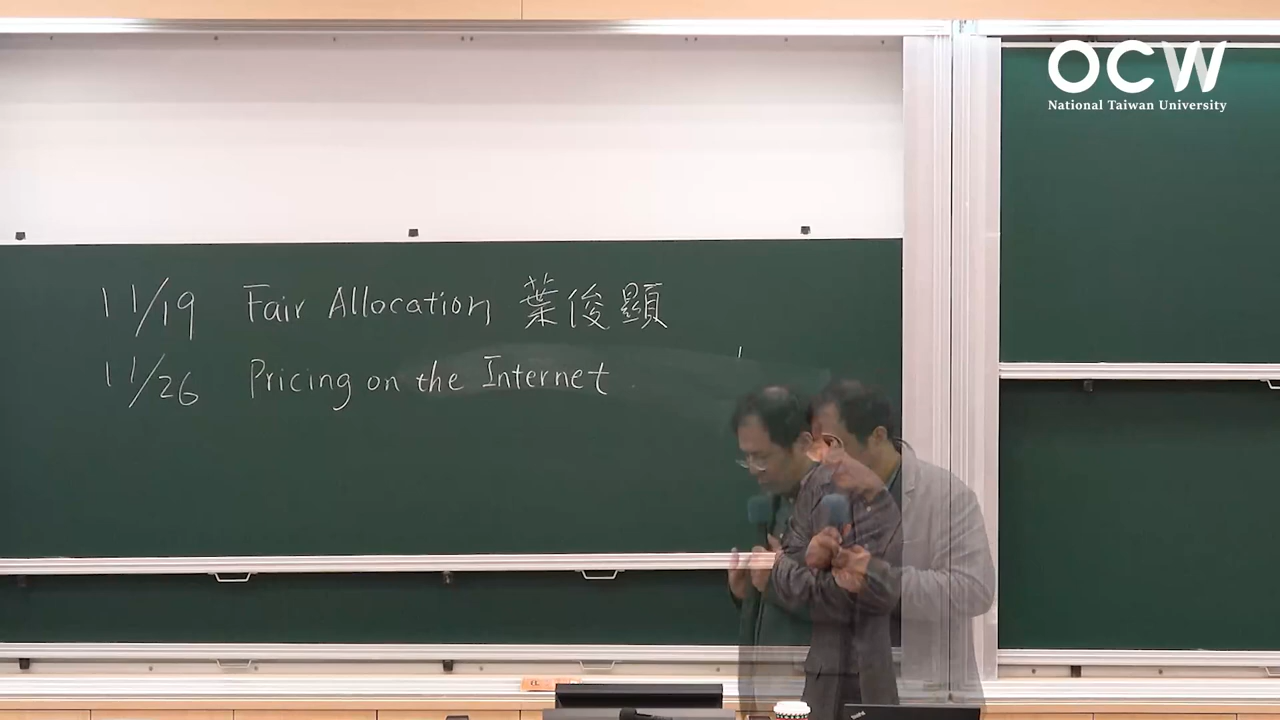 OCW
National Taiwan University
11/19 Fair Allocation 葉俊顯
11/26 Pricing on the Internet